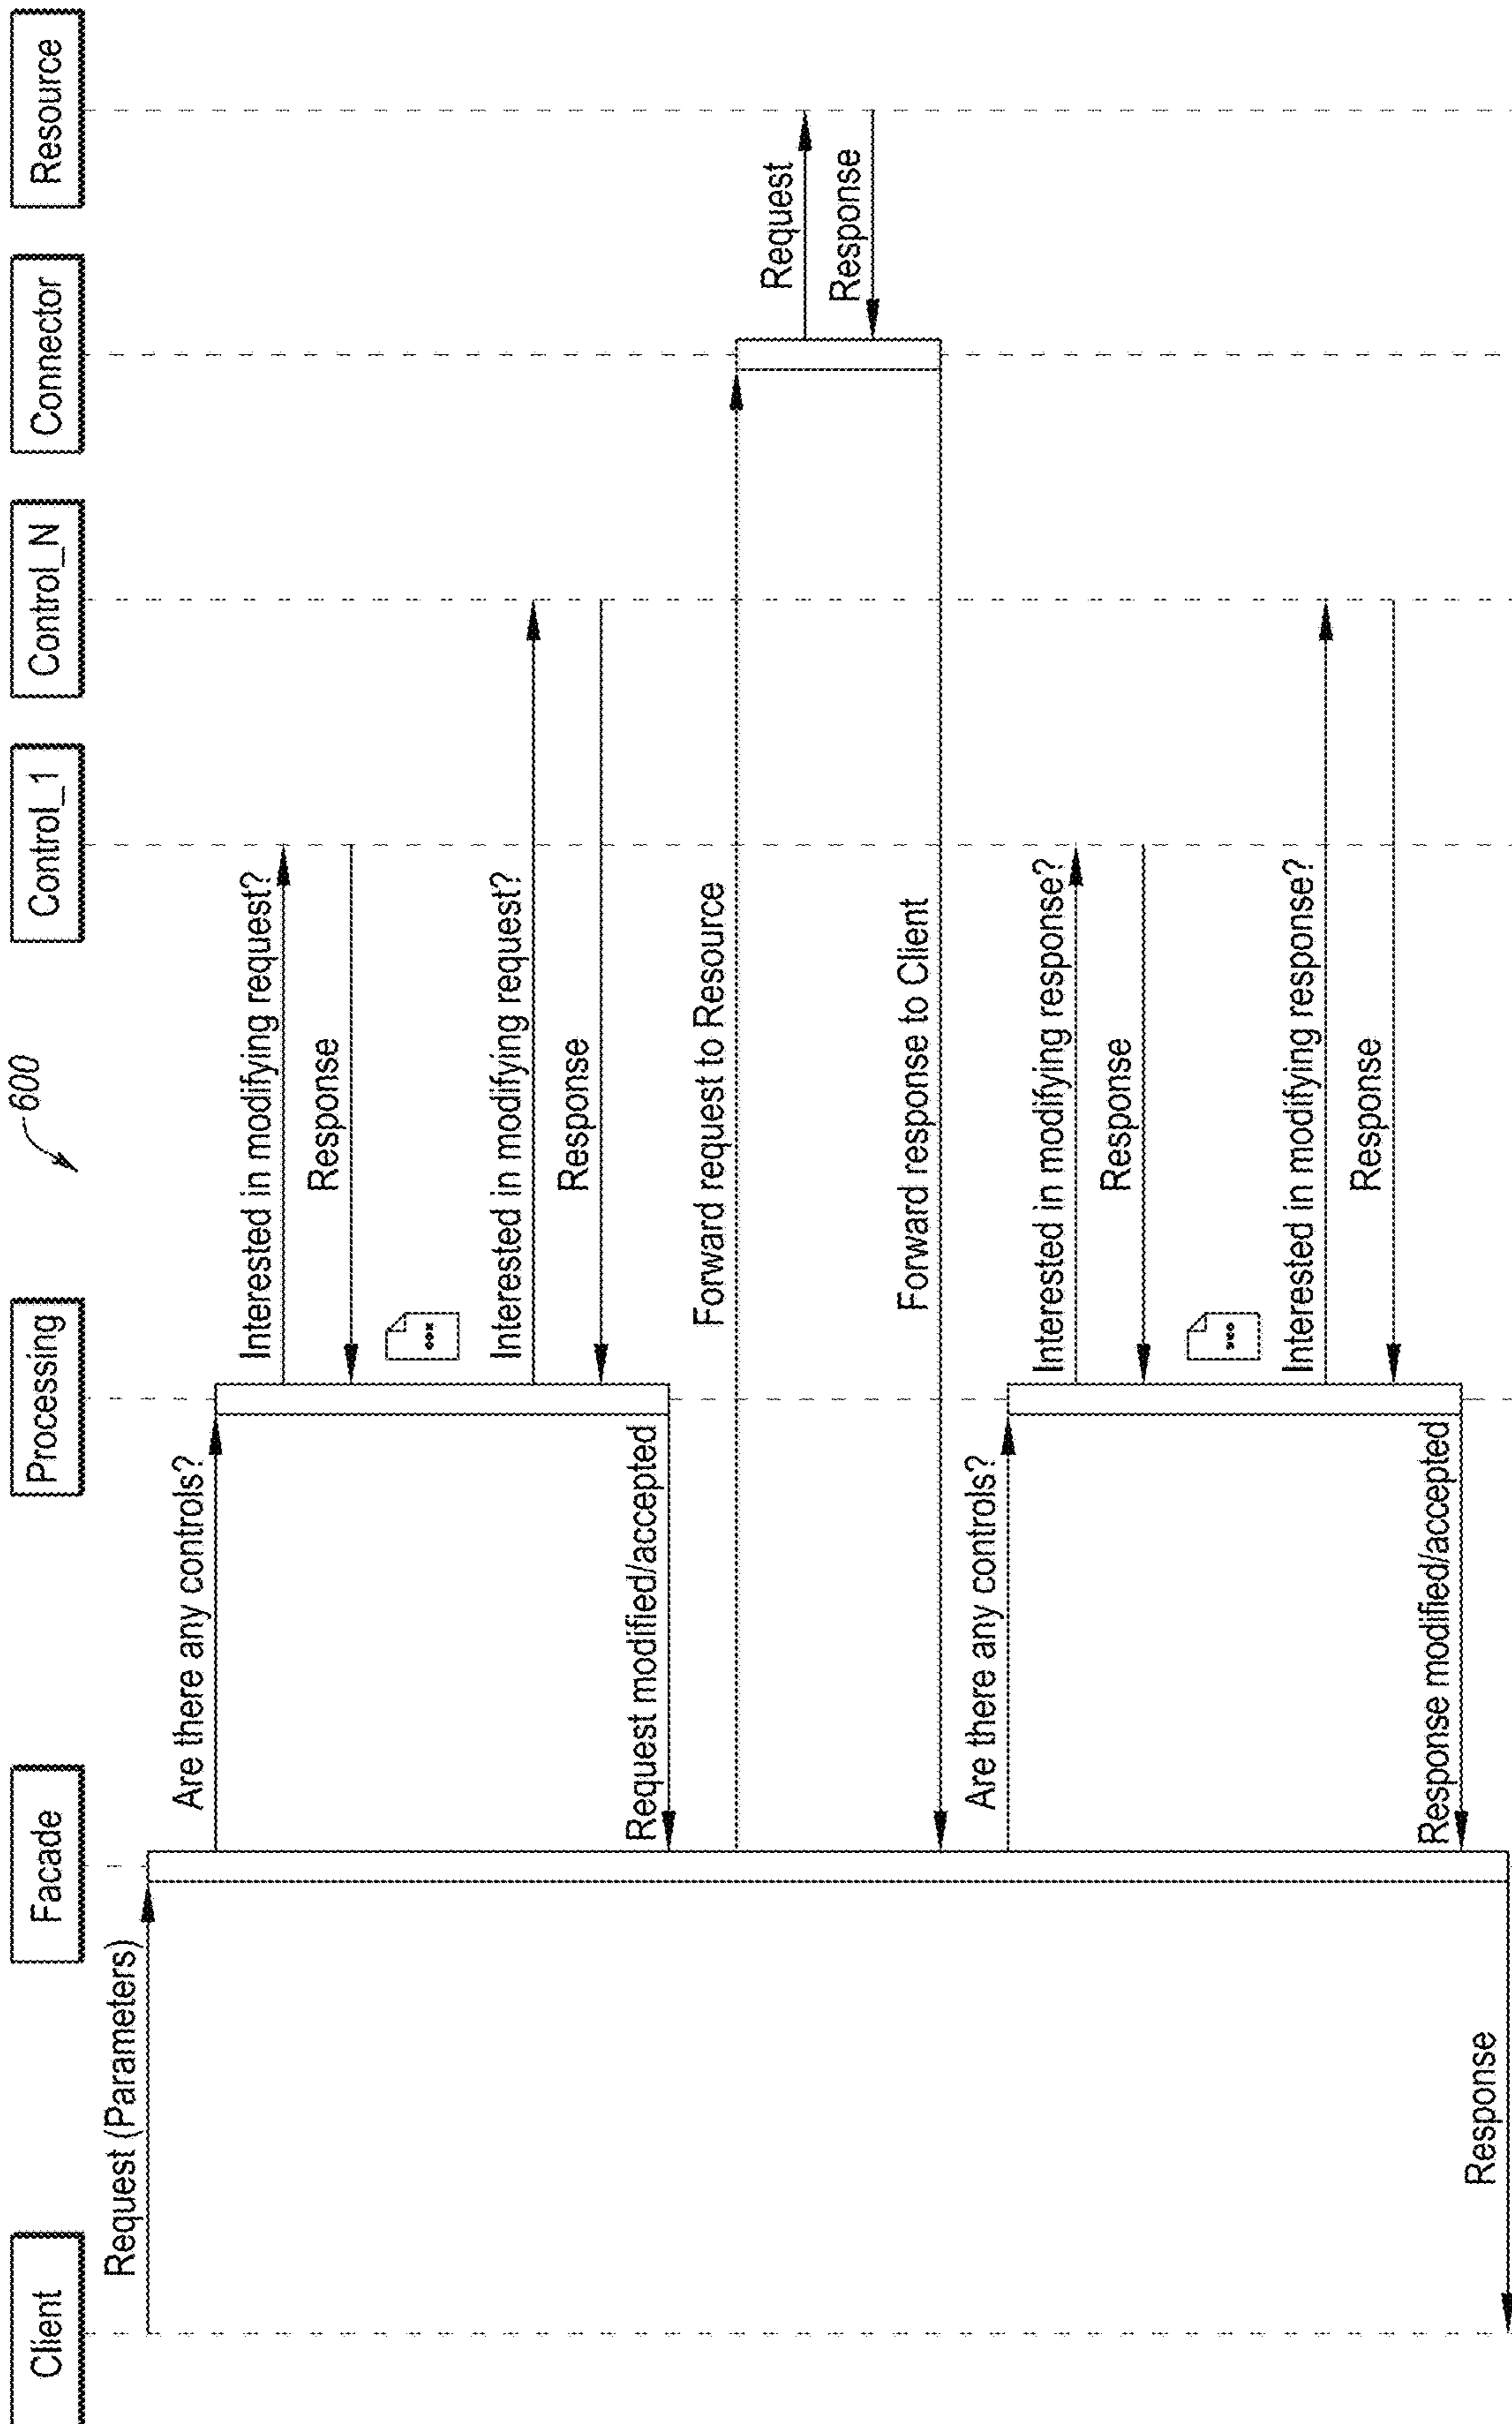 600
Client
Facade
Processing
Control_1
Control_N
Connector
Resource
Request (Parameters)
Are there any controls?
Interested in modifying request?
Response
Interested in modifying request?
Response
Request modified/accepted
Forward request to Resource
Request
Response
Forward response to Client
Are there any controls?
Interested in modifying response?
Response
Interested in modifying response?
Response
Response modified/accepted
Response